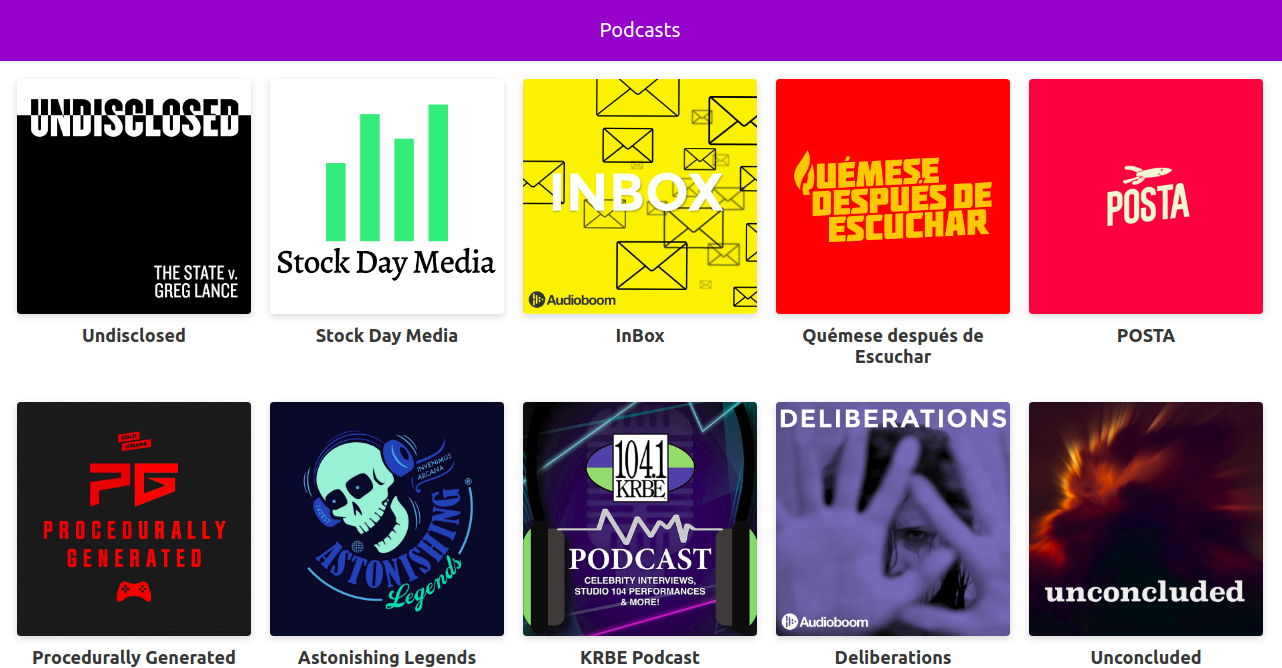 Podcasts
UNDISCLOSED
THE STATE v.
GREG LANCE
Undisclosed
Stock Day Media
Stock Day Media
INBOX
Audioboom
InBox
QUÉMESE
DESPUÉS DE
ESCUCHAR
Quémese después de
Escuchar
POSTA
POSTA
PG
PROCEDURALLY
GENERATED
Procedurally Generated
INVENIMUS
ARCANA
ASTONISHING
®
Legends
Astonishing Legends
104.1
KRBE
PODCAST
CELEBRITY INTERVIEWS,
STUDIO 104 PERFORMANCES
& MORE!
KRBE Podcast
DELIBERATIONS
Audioboom
Deliberations
unconcluded
Unconcluded